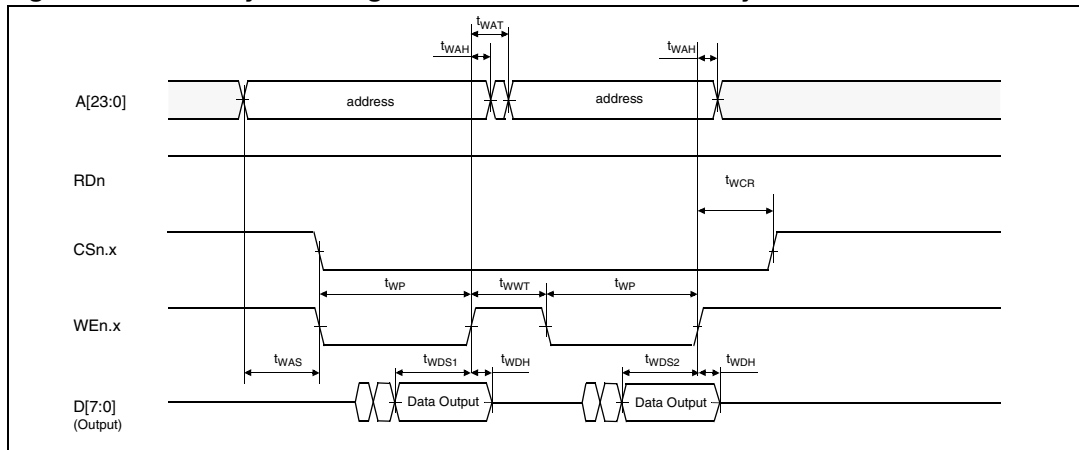 tWAT
tWAH
tWAH
A[23:0]
address
address
RDn
tWCR
CSn.x
tWP
tWWT
tWP
WEn.x
tWAS
tWDS1
tWDH
tWDS2
tWDH
D[7:0]
(Output)
Data Output
Data Output